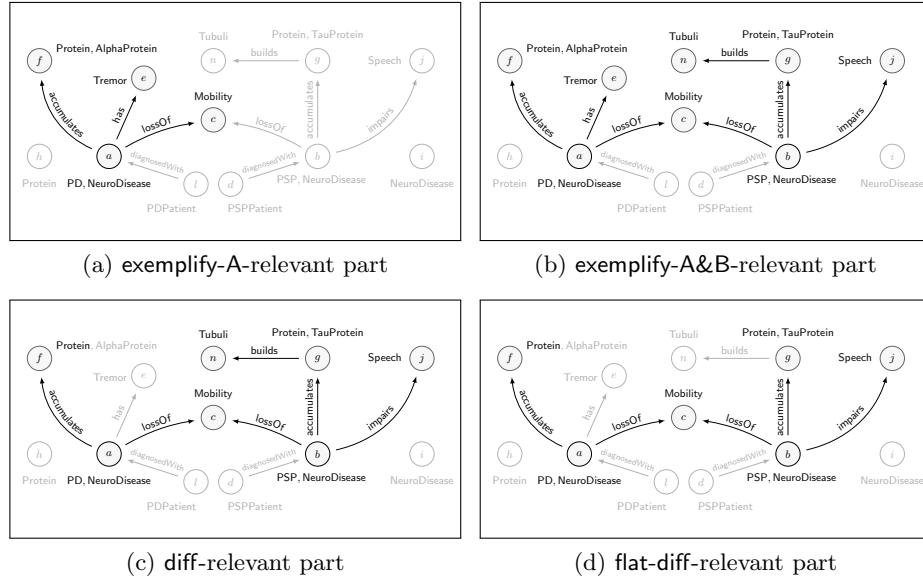 Protein, AlphaProtein
Tubuli
Protein, TauProtein
f
n
builds
g
Speech
j
Tremor
e
accumulates
has
lossOf
Mobility
c
lossOf
accumulates
impairs
h
a
diagnosedWith
diagnosedWith
b
i
Protein
PD, NeuroDisease
l
d
PSP, NeuroDisease
NeuroDisease
PDPatient
PSPPatient
(a) exemplify-A-relevant part
Protein, AlphaProtein
Tubuli
Protein, TauProtein
f
n
builds
g
Speech
j
Tremor
e
accumulates
has
lossOf
Mobility
c
lossOf
accumulates
impairs
h
a
diagnosedWith
diagnosedWith
b
i
Protein
PD, NeuroDisease
l
d
PSP, NeuroDisease
NeuroDisease
PDPatient
PSPPatient
(b) exemplify-A&B-relevant part
Protein, AlphaProtein
Tubuli
Protein, TauProtein
f
n
builds
g
Speech
j
Tremor
e
accumulates
has
lossOf
Mobility
c
lossOf
accumulates
impairs
h
a
diagnosedWith
diagnosedWith
b
i
Protein
PD, NeuroDisease
l
d
PSP, NeuroDisease
NeuroDisease
PDPatient
PSPPatient
(c) diff-relevant part
Protein, AlphaProtein
Tubuli
Protein, TauProtein
f
n
builds
g
Speech
j
Tremor
e
accumulates
has
lossOf
Mobility
c
lossOf
accumulates
impairs
h
a
diagnosedWith
diagnosedWith
b
i
Protein
PD, NeuroDisease
l
d
PSP, NeuroDisease
NeuroDisease
PDPatient
PSPPatient
(d) flat-diff-relevant part